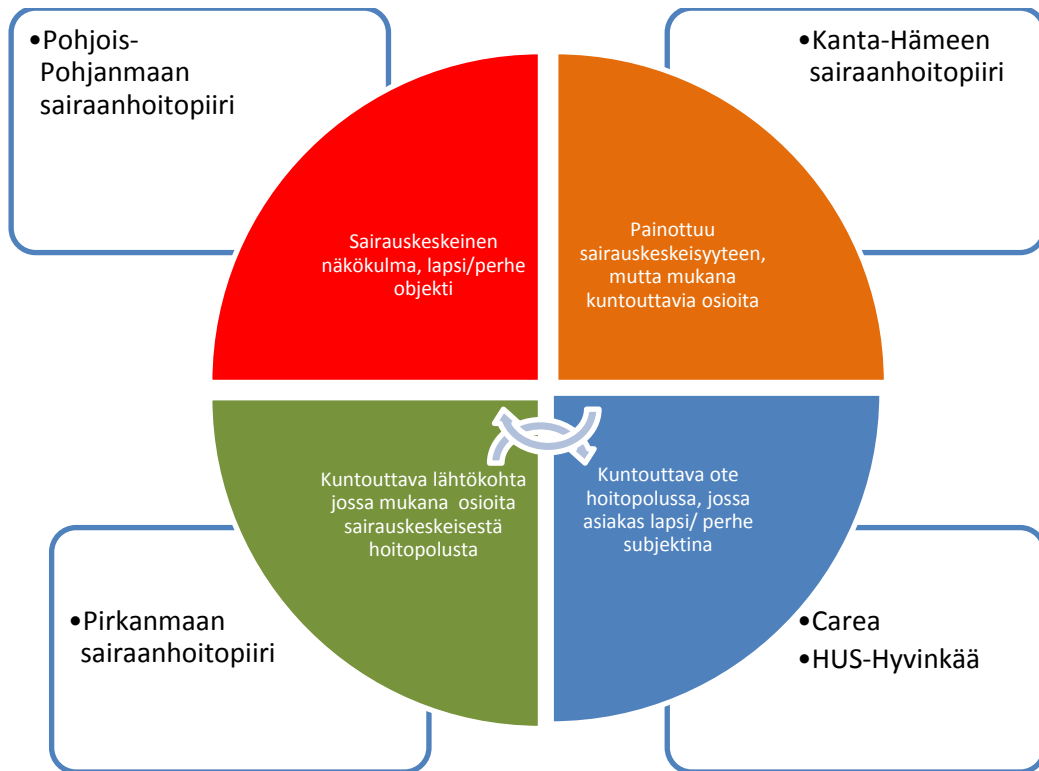 •Pohjois-
Pohjanmaan
sairaanhoitopiiri
•Kanta-Hämeen
sairaanhoitopiiri
Sairauskeskeinen
näkökulma, lapsi/perhe
objekti
Painottuu
sairauskeskeisyyteen,
mutta mukana
kuntouttavia osioita
Kuntouttava lähtökohta
jossa mukana osioita
sairauskeskeisestä
hoitopolusta
Kuntouttava ote
hoitopolussa, jossa
asiakas lapsi/ perhe
subjektina
•Pirkanmaan
sairaanhoitopiiri
•Carea
•HUS-Hyvinkää